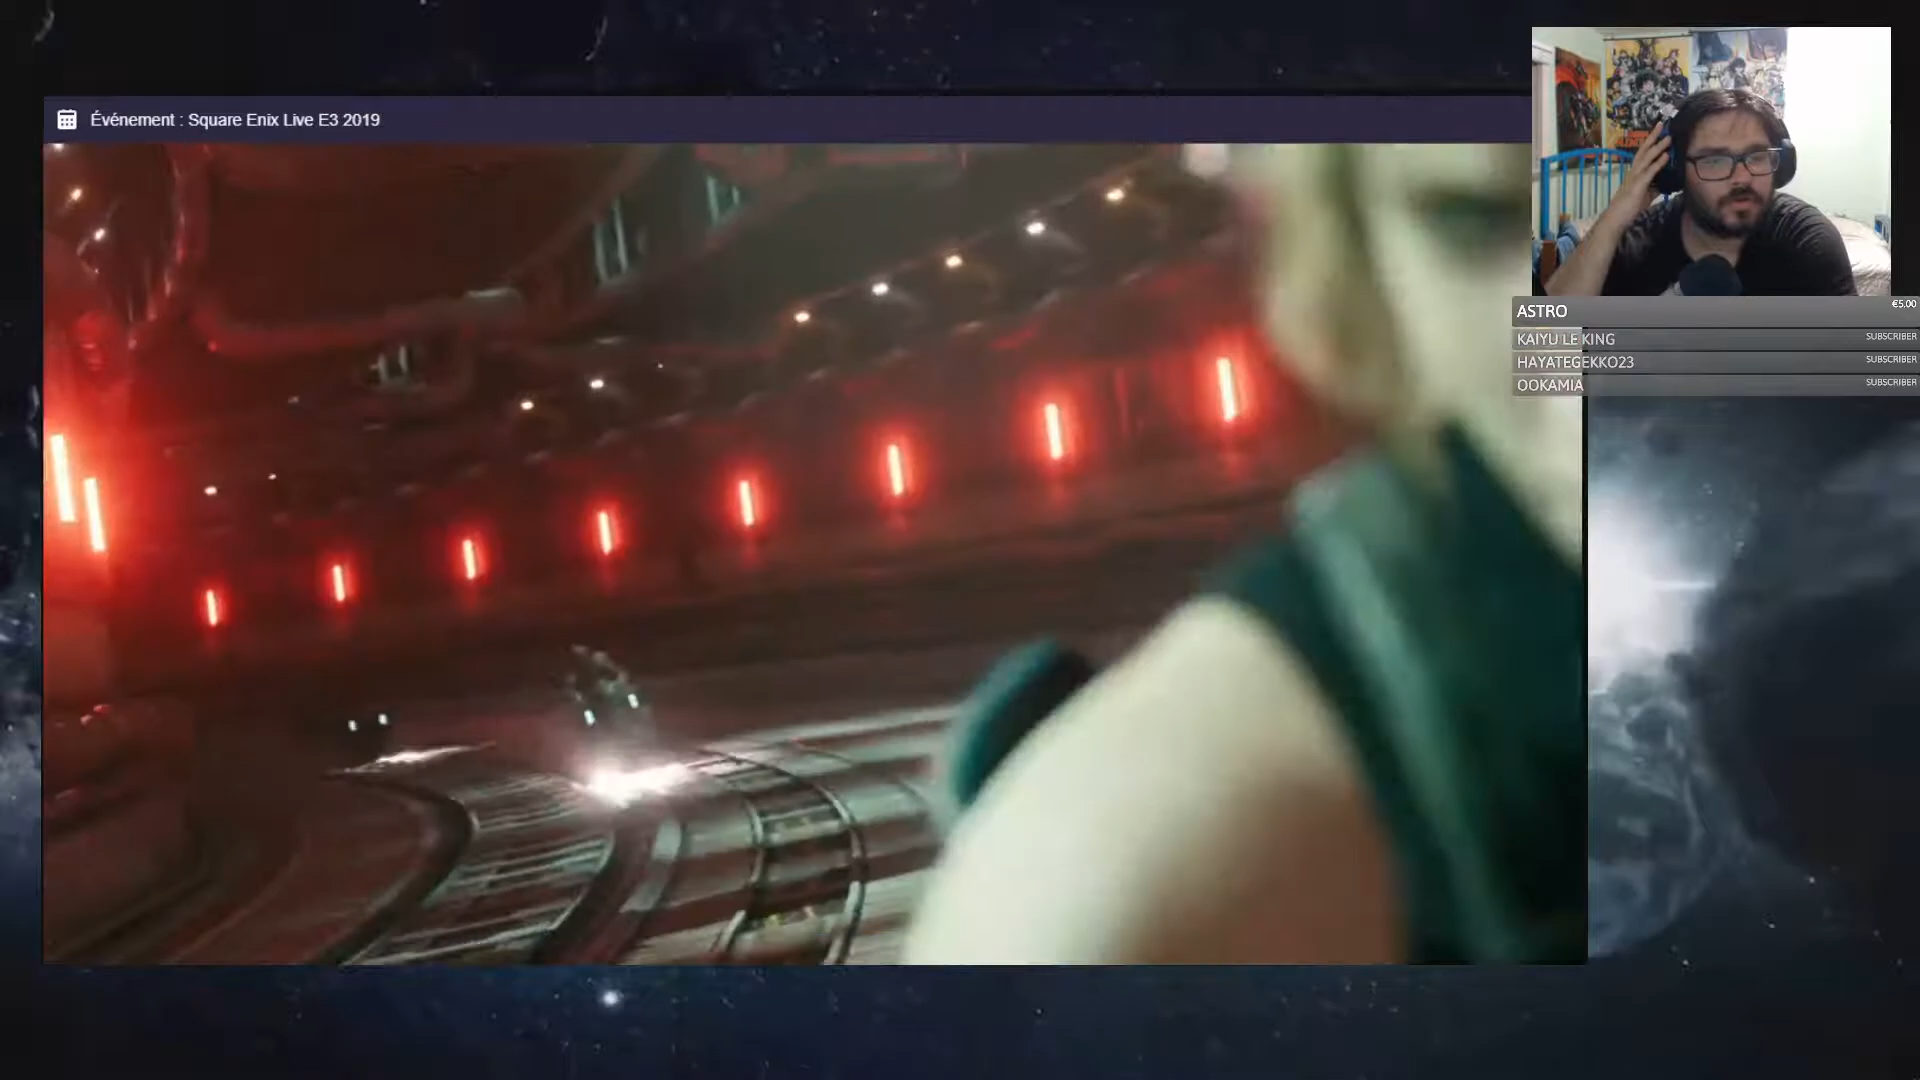 Événement : Square Enix Live E3 2019
ASTRO €5.00
KAIYU LE KING SUBSCRIBER
HAYATEGEKKO23 SUBSCRIBER
OOKAMIA SUBSCRIBER